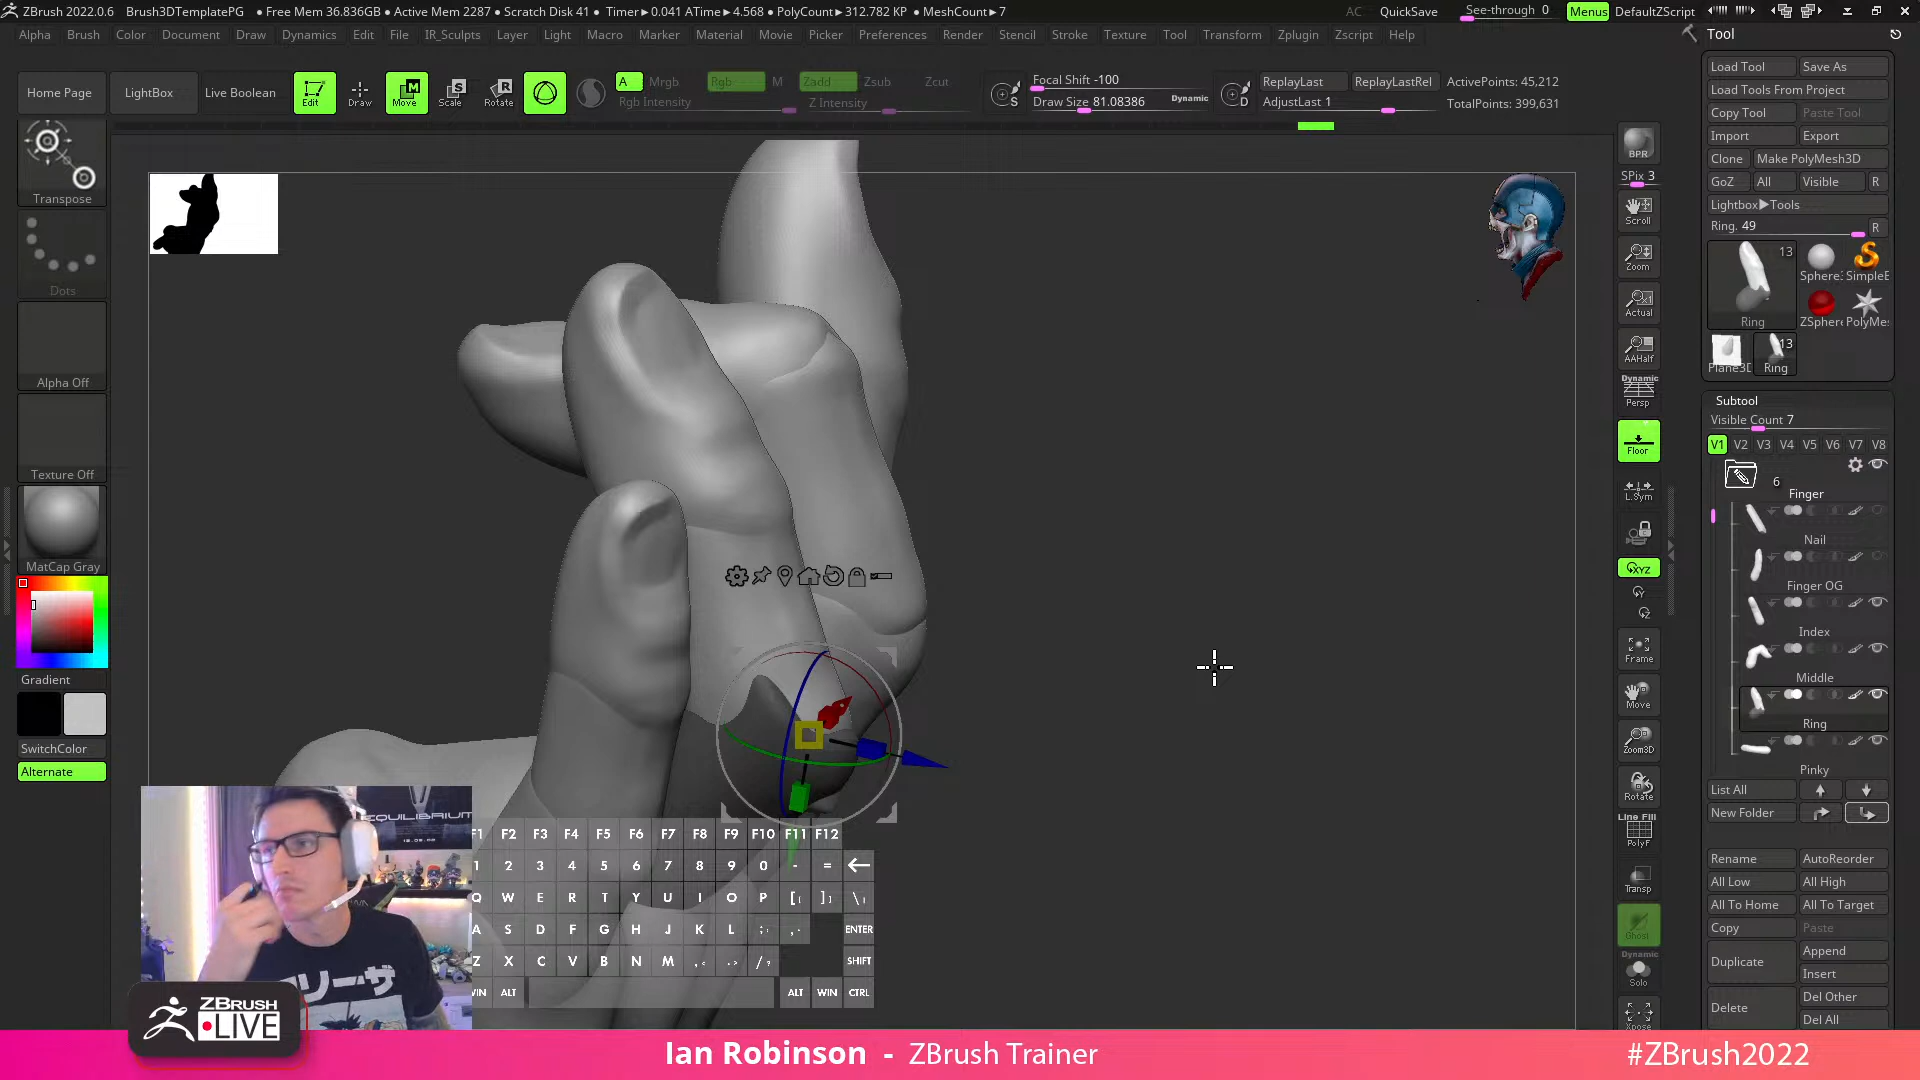 ZBrush 2022.0.6 Brush3DTemplatePG • Free Mem 36.836GB • Active Mem 2287 • Scratch Disk 41 • Timer▶0.041 ATime▶4.568 • PolyCount▶312.782 KP • MeshCount▶7 AC QuickSave See-through 0 Menus DefaultZScript
Alpha Brush Color Document Draw Dynamics Edit File IR_Sculpts Layer Light Macro Marker Material Movie Picker Preferences Render Stencil Stroke Texture Tool Transform Zplugin Zscript Help
Home Page LightBox Live Boolean Edit Draw Move Scale Rotate
A Mrgb Rgb M Zadd Zsub Zcut
Rgb Intensity Z Intensity
S Focal Shift -100
Draw Size 81.08386 Dynamic
D ReplayLast ReplayLastRel
AdjustLast 1
ActivePoints: 45,212
TotalPoints: 399,631
Transpose
Dots
Alpha Off
Texture Off
MatCap Gray
Gradient
SwitchColor
Alternate
BPR
SPix 3
Scroll
Zoom
Actual
AAHalf
Dynamic
Persp
Floor
L.Sym
XYZ
Y
Z
Frame
Move
Zoom3D
Rotate
Line Fill
PolyF
Transp
Ghost
Dynamic
Solo
Xpose
Tool
Load Tool Save As
Load Tools From Project
Copy Tool Paste Tool
Import Export
Clone Make PolyMesh3D
GoZ All Visible R
Lightbox▶Tools
Ring. 49 R
13
Sphere: SimpleB
Ring ZSphere PolyMes
13
Plane3D Ring
Subtool
Visible Count 7
V1 V2 V3 V4 V5 V6 V7 V8
6
Finger
Nail
Finger OG
Index
Middle
Ring
Pinky
List All
New Folder
Rename AutoReorder
All Low All High
All To Home All To Target
Copy Paste
Duplicate Append
Insert
Delete Del Other
Del All
F1 F2 F3 F4 F5 F6 F7 F8 F9 F10 F11 F12
1 2 3 4 5 6 7 8 9 0 - =
Q W E R T Y U I O P [ ] \
A S D F G H J K L ; , ENTER
Z X C V B N M , . / SHIFT
WIN ALT ALT WIN CTRL
EQUILIBRIUM
フリーザ
ZBRUSH
LIVE
Ian Robinson - ZBrush Trainer
#ZBrush2022